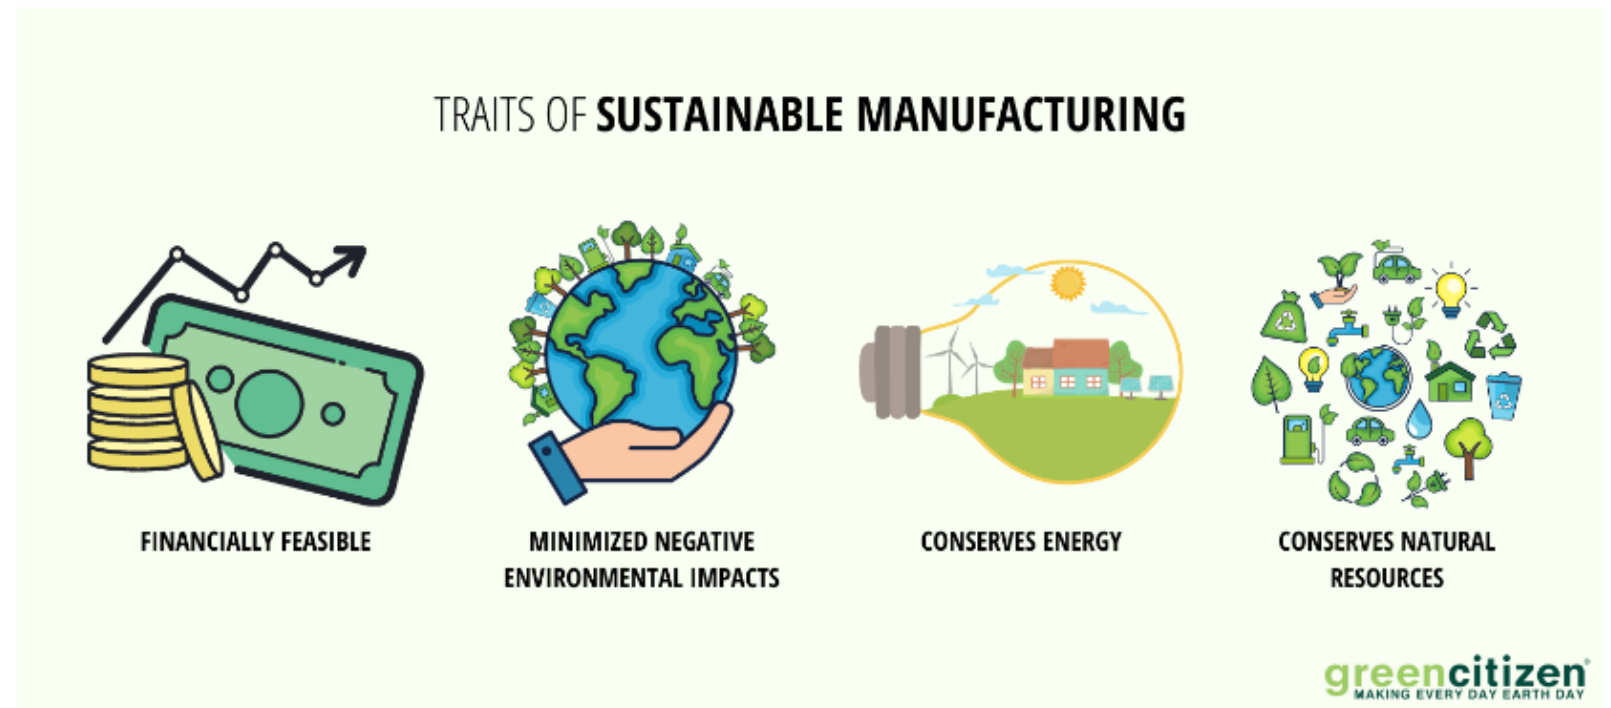 TRAITS OF SUSTAINABLE MANUFACTURING
FINANCIALLY FEASIBLE
MINIMIZED NEGATIVE
ENVIRONMENTAL IMPACTS
CONSERVES ENERGY
CONSERVES NATURAL
RESOURCES
greencitizen®
MAKING EVERY DAY EARTH DAY